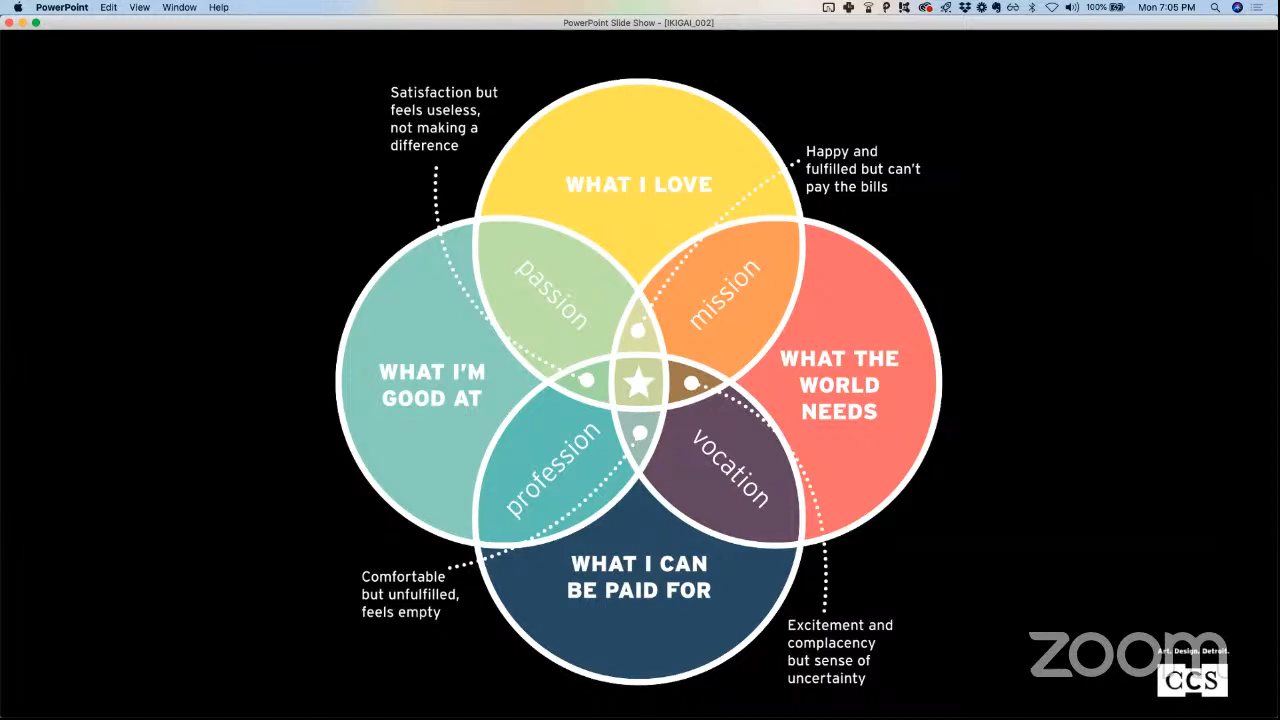 PowerPoint Edit View Window Help
100% Mon 7:05 PM
PowerPoint Slide Show - [IKIGAI_002]
Satisfaction but
feels useless,
not making a
difference
Happy and
fulfilled but can't
pay the bills
WHAT I LOVE
passion
mission
WHAT I'M
GOOD AT
WHAT THE
WORLD
NEEDS
profession
vocation
WHAT I CAN
BE PAID FOR
Comfortable
but unfulfilled,
feels empty
Excitement and
complacency
but sense of
uncertainty
zoom
Art. Design. Detroit.
CCS